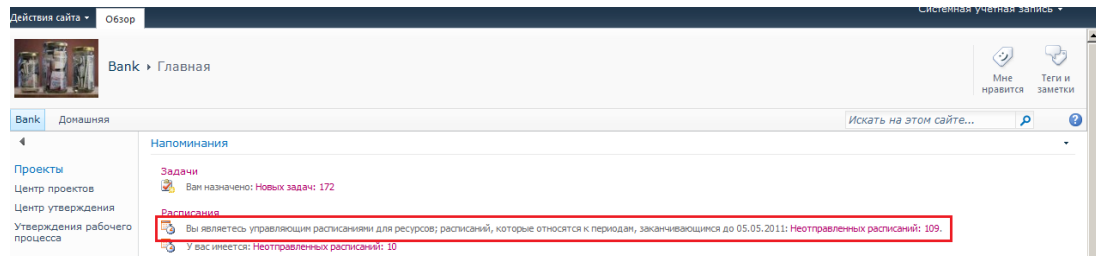 Действия сайта
Обзор
Системная учетная запись
Bank ▸ Главная
Мне нравится
Теги и заметки
Bank
Домашняя
Искать на этом сайте...
Напоминания
Проекты
Центр проектов
Центр утверждения
Утверждения рабочего
процесса
Задачи
Вам назначено: Новых задач: 172
Расписания
Вы являетесь управляющим расписаниями для ресурсов; расписаний, которые относятся к периодам, заканчивающимся до 05.05.2011: Неотправленных расписаний: 109.
У вас имеется: Неотправленных расписаний: 10